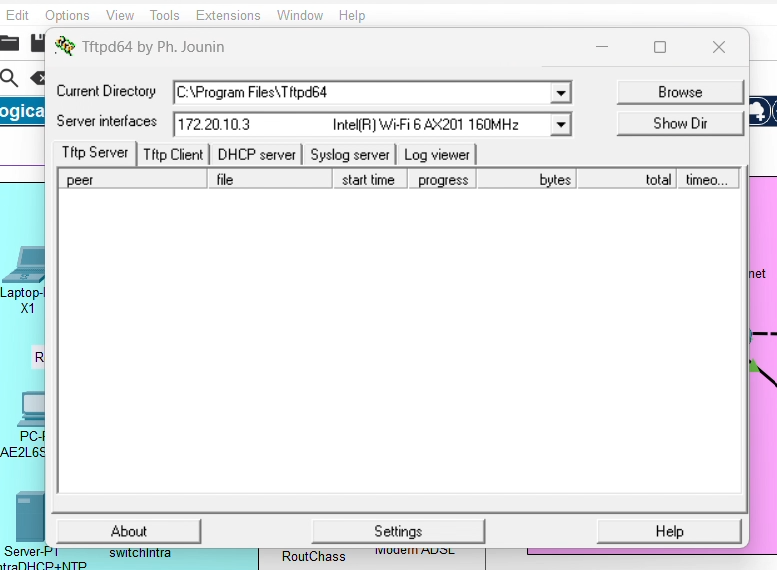 Edit Options View Tools Extensions Window Help
Tftpd64 by Ph. Jounin
Current Directory C:\Program Files\Tftpd64 Browse
Server interfaces 172.20.10.3 Intel(R) Wi-Fi 6 AX201 160MHz Show Dir
ogica
Tftp Server Tftp Client DHCP server Syslog server Log viewer
peer file start time progress bytes total timeo...
net
Laptop-
X1
R
PC-
AE2L6S
About Settings Help
Server-PT
ntraDHCP+NTP
switchIntra
RoutChass
Modem ADSL